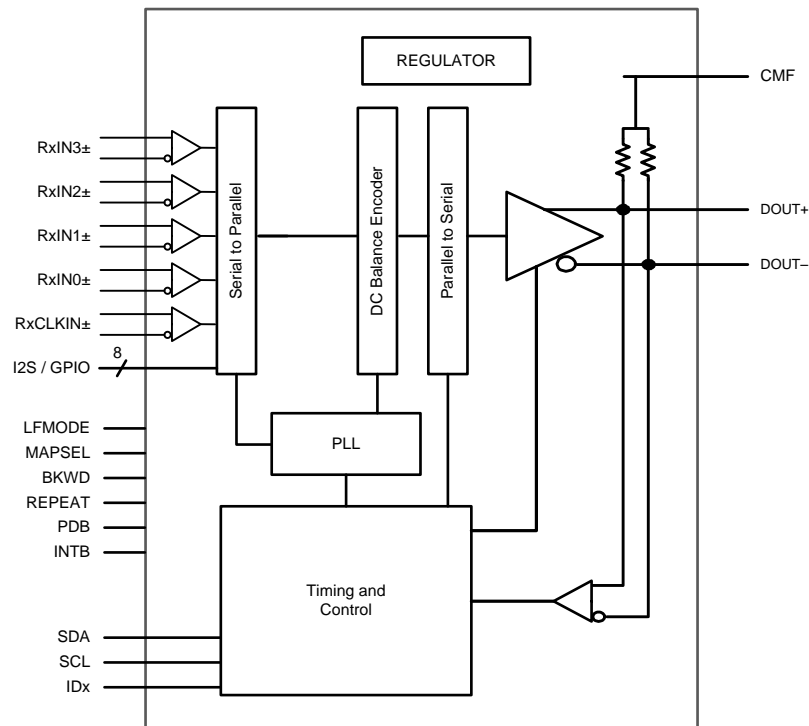 REGULATOR
CMF
RxIN3±
RxIN2±
RxIN1±
RxIN0±
RxCLKIN±
I2S / GPIO
8
Serial to Parallel
DC Balance Encoder
Parallel to Serial
DOUT+
DOUT–
LFMODE
MAPSEL
BKWD
REPEAT
PDB
INTB
PLL
Timing and
Control
SDA
SCL
IDx